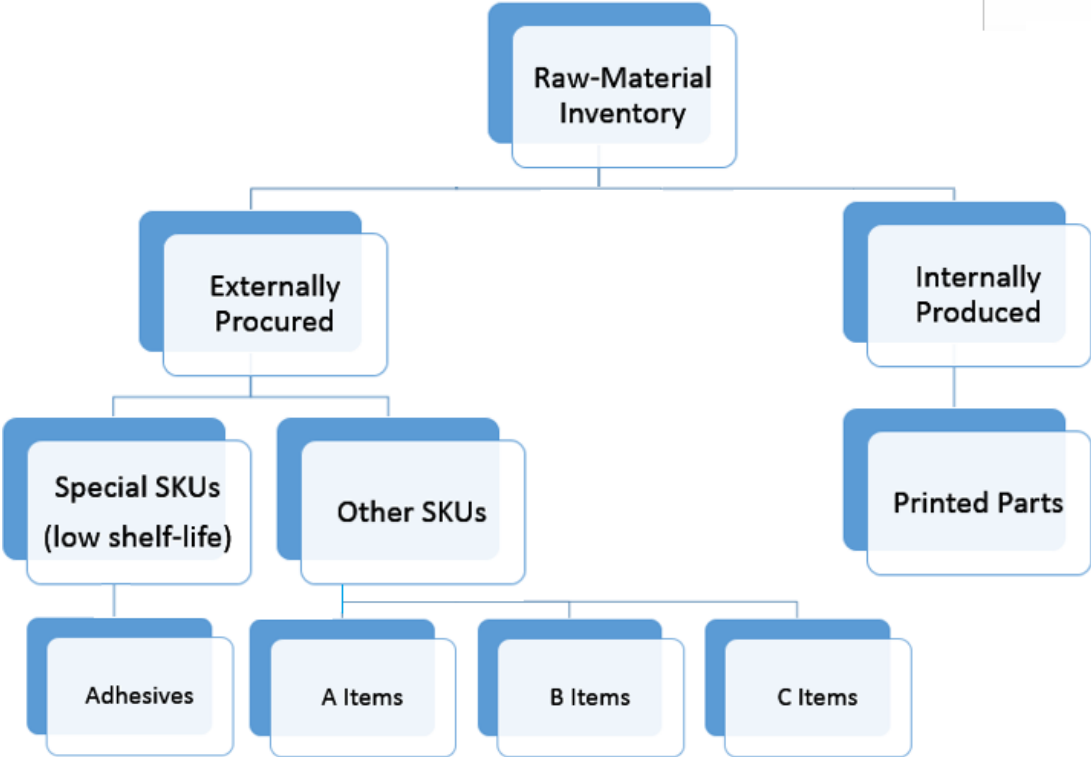 Raw-Material
Inventory
Externally
Procured
Internally
Produced
Special SKUs
(low shelf-life)
Other SKUs
Printed Parts
Adhesives
A Items
B Items
C Items